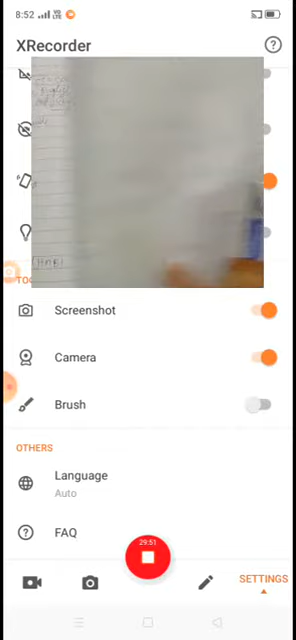 8:52
XRecorder
Screenshot
Camera
Brush
OTHERS
Language
Auto
FAQ
29:51
SETTINGS